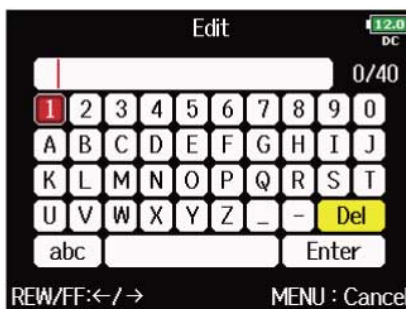 Edit
12.0
DC
0/40
1 2 3 4 5 6 7 8 9 0
A B C D E F G H I J
K L M N O P Q R S T
U V W X Y Z _ - Del
abc Enter
REW/FF:←/→ MENU : Cancel